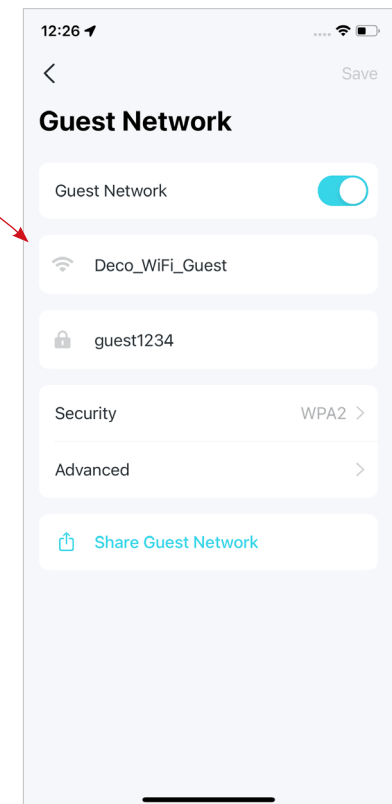 12:26
Save
Guest Network
Guest Network
Deco_WiFi_Guest
guest1234
Security WPA2
Advanced
Share Guest Network